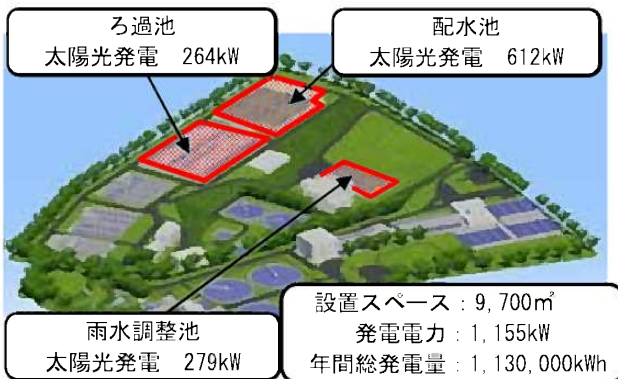 ろ過池
太陽光発電 264kW
配水池
太陽光発電 612kW
雨水調整池
太陽光発電 279kW
設置スペース：9,700㎡
発電電力：1,155kW
年間総発電量：1,130,000kWh